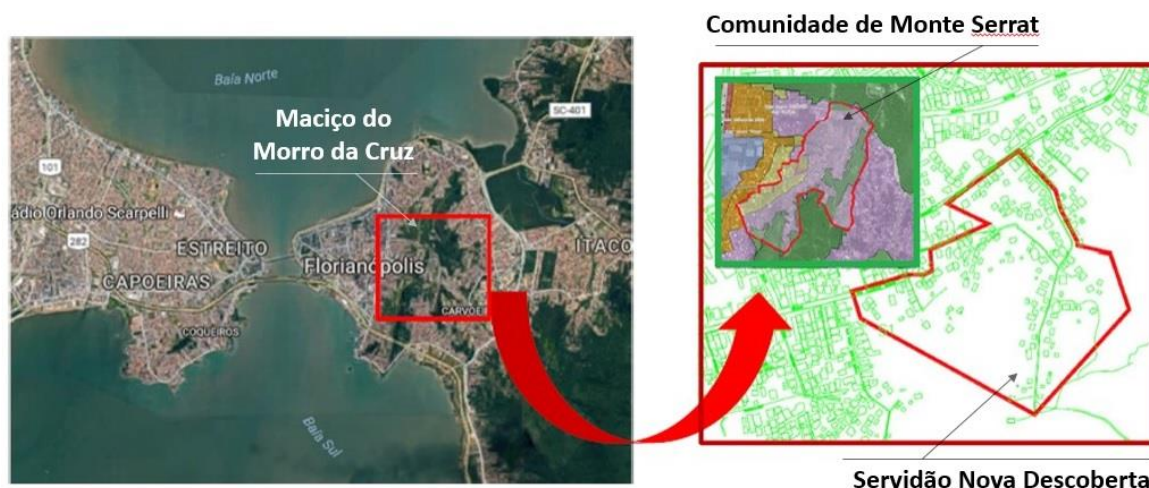 Comunidade de Monte Serrat
Baía Norte
SC-401
Maciço do
Morro da Cruz
101
ádio Orlando Scarpelli
282
ESTREITO
ITACO
Florianópolis
CAPOEIRAS
CARVOEI
COQUEIROS
Baía Sul
Servidão Nova Descoberta